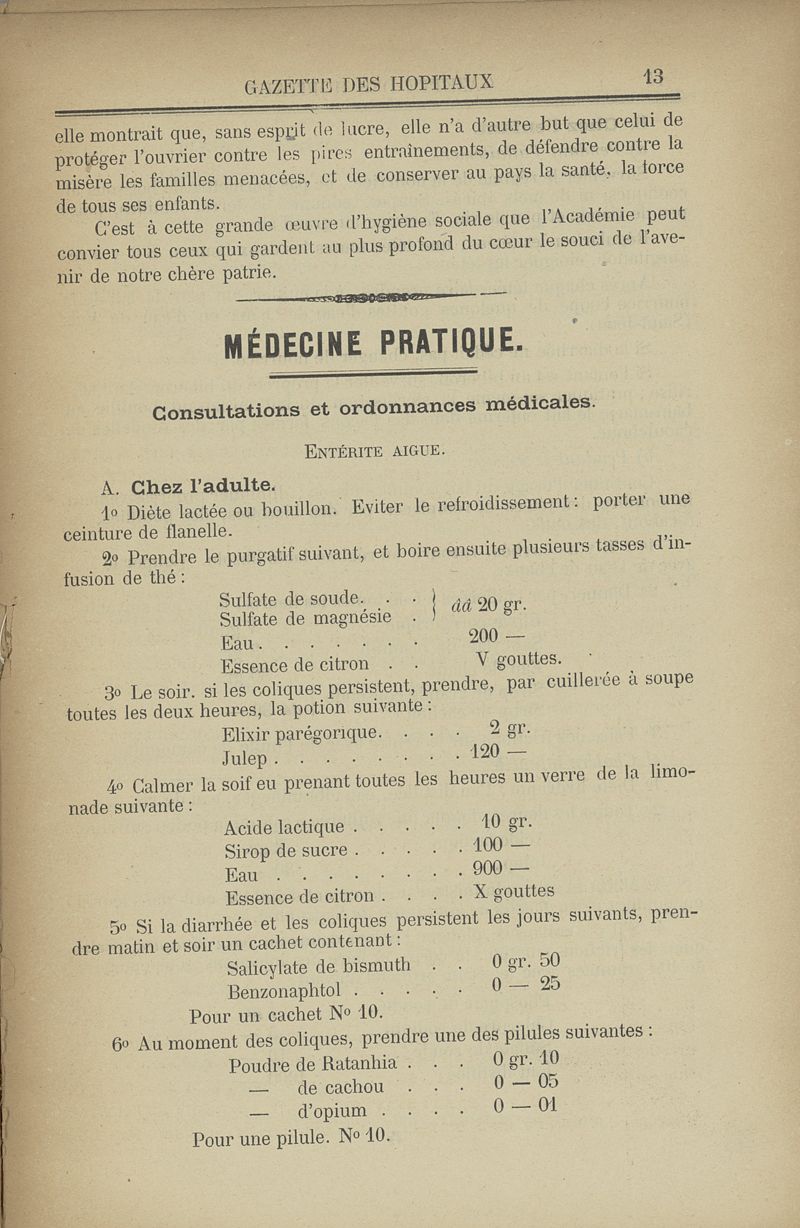 GAZETTE DES HOPITAUX 13
elle montrait que, sans esprit de lucre, elle n'a d'autre but que celui de
protéger l'ouvrier contre les pires entraînements, de défendre contre la
misère les familles menacées, et de conserver au pays la santé, la force
de tous ses enfants.
C'est à cette grande œuvre d'hygiène sociale que l'Académie peut
convier tous ceux qui gardent au plus profond du cœur le souci de l'ave-
nir de notre chère patrie.
MÉDECINE PRATIQUE.
Consultations et ordonnances médicales.
ENTÉRITE AIGUE.
A. Chez l'adulte.
1o Diète lactée ou bouillon. Eviter le refroidissement: porter une
ceinture de flanelle.
2o Prendre le purgatif suivant, et boire ensuite plusieurs tasses d'in-
fusion de thé:
Sulfate de soude. . . } ââ 20 gr.
Sulfate de magnésie .
Eau . . . . . . . 200 —
Essence de citron . . V gouttes.
3o Le soir. si les coliques persistent, prendre, par cuillerée à soupe
toutes les deux heures, la potion suivante:
Elixir parégorique. . . . 2 gr.
Julep . . . . . . . . 120 —
4o Calmer la soif eu prenant toutes les heures un verre de la limo-
nade suivante:
Acide lactique . . . . . 10 gr.
Sirop de sucre . . . . . 100 —
Eau . . . . . . . . 900 —
Essence de citron . . . . X gouttes
5o Si la diarrhée et les coliques persistent les jours suivants, pren-
dre matin et soir un cachet contenant:
Salicylate de bismuth . . 0 gr. 50
Benzonaphtol . . . . . 0 — 25
Pour un cachet No 10.
6o Au moment des coliques, prendre une des pilules suivantes:
Poudre de Ratanhia . . . 0 gr. 10
— de cachou . . . 0 — 05
— d'opium . . . . 0 — 01
Pour une pilule. No 10.